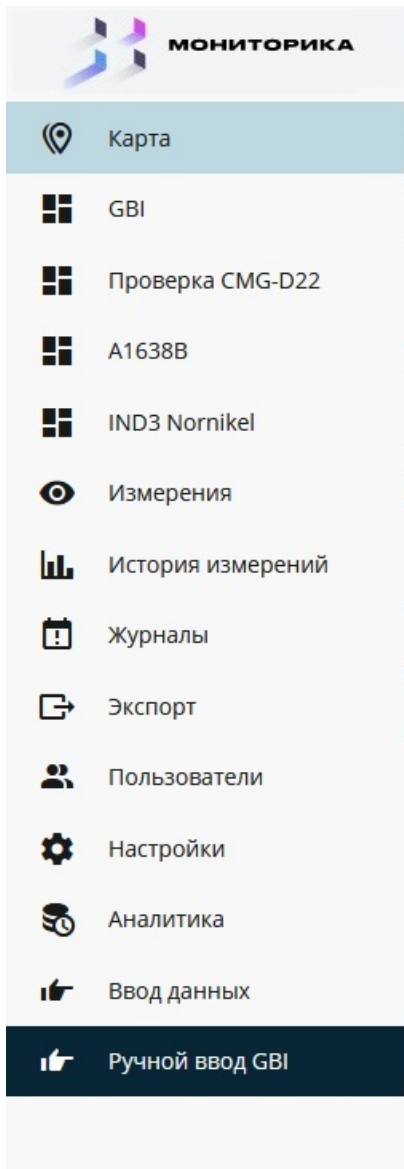 МОНИТОРИКА
Карта
GBI
Проверка CMG-D22
A1638B
IND3 Nornikel
Измерения
История измерений
Журналы
Экспорт
Пользователи
Настройки
Аналитика
Ввод данных
Ручной ввод GBI